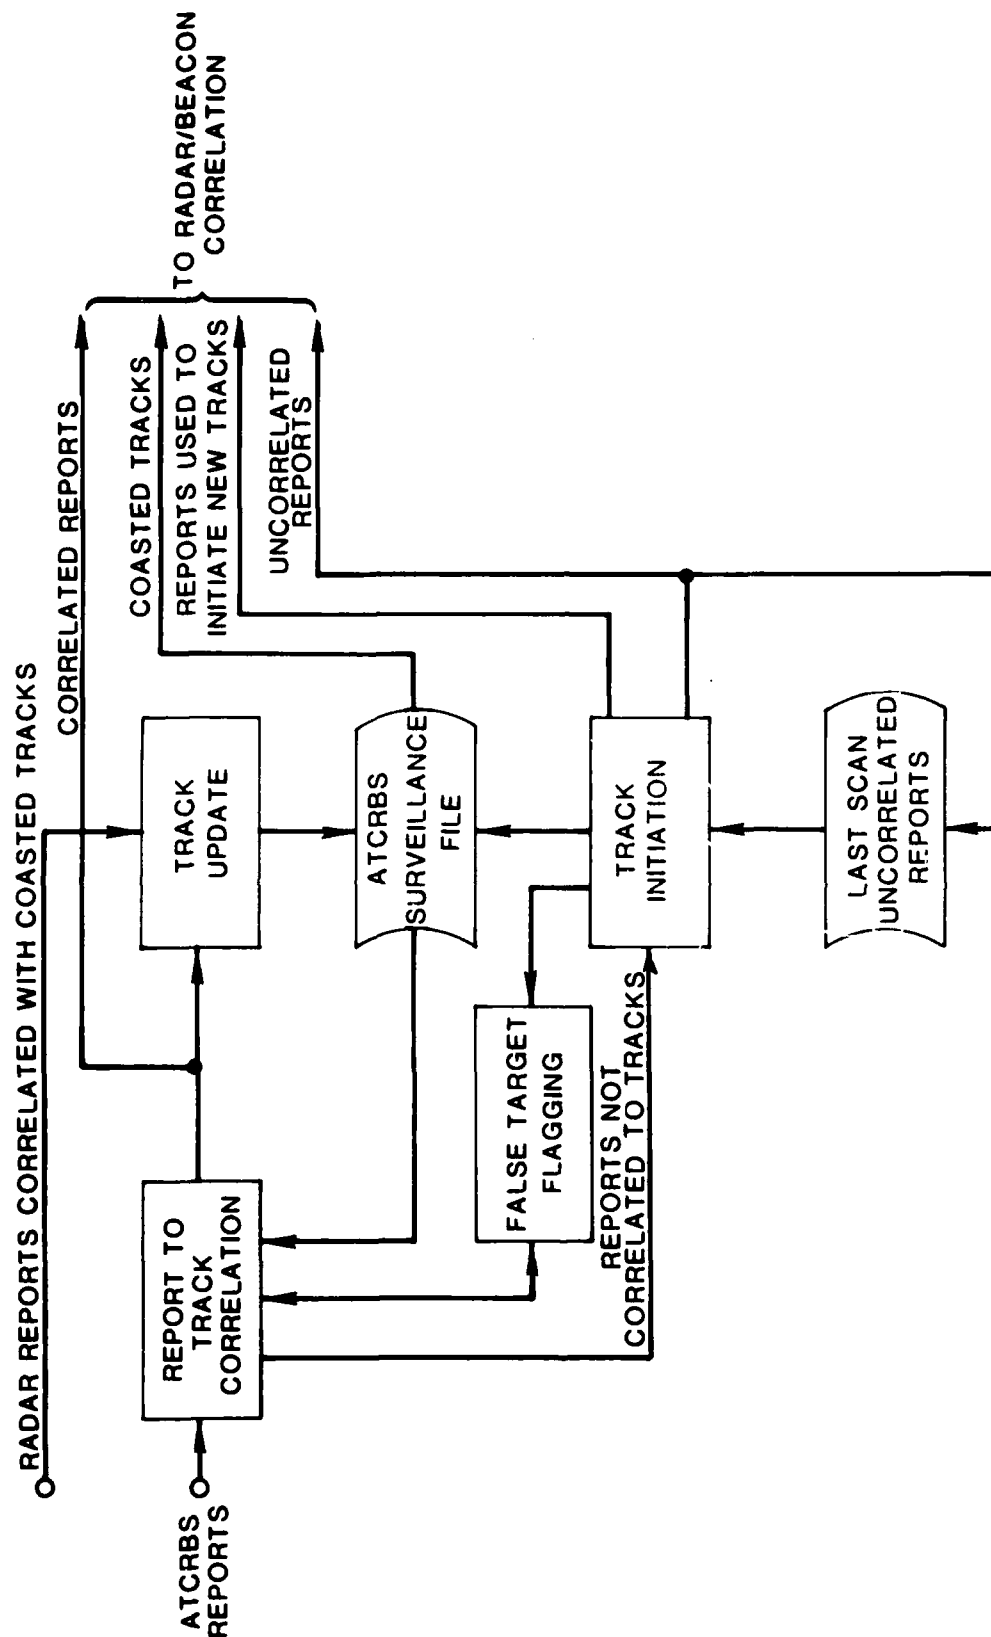 RADAR REPORTS CORRELATED WITH COASTED TRACKS
CORRELATED REPORTS
ATCRBS
REPORTS
REPORT TO
TRACK
CORRELATION
TRACK
UPDATE
COASTED TRACKS
REPORTS USED TO
INITIATE NEW TRACKS
UNCORRELATED
REPORTS
TO RADAR/BEACON
CORRELATION
ATCRBS
SURVEILLANCE
FILE
FALSE TARGET
FLAGGING
REPORTS NOT
CORRELATED TO TRACKS
TRACK
INITIATION
LAST SCAN
UNCORRELATED
REPORTS